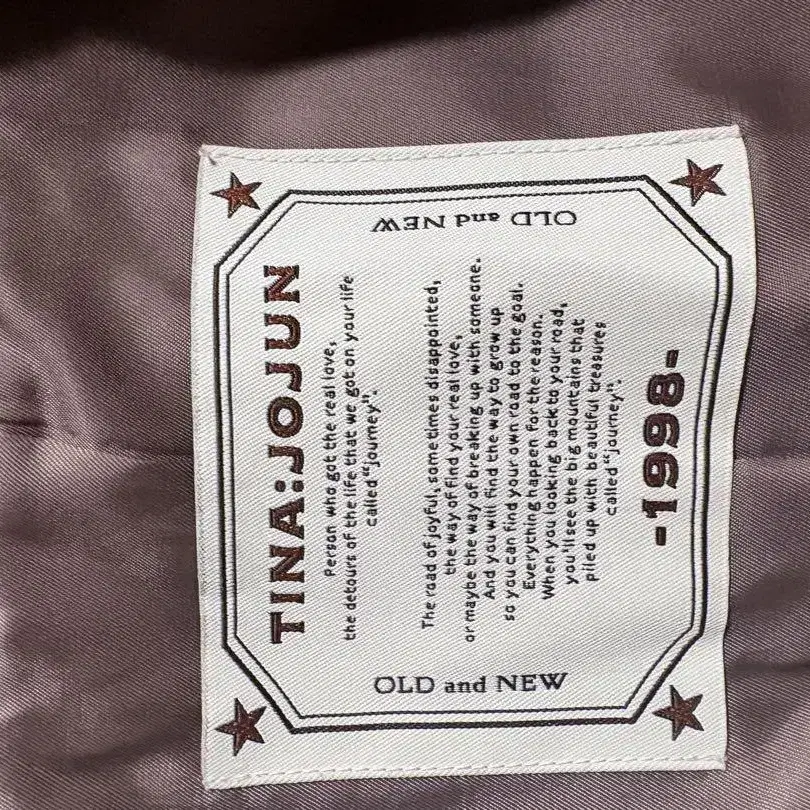 TINA:JOJUN
Person who got the real love,
the detours of the life that we got on your life
called "journey".
The road of joyful, sometimes disappointed,
the way of find your real love,
or maybe the way of breaking up with someone.
And you will find the way to grow up
so you can find your own road to the goal.
Everything happen for the reason.
When you looking back to your road,
you'll see the big mountains that
piled up with beautiful treasures
called "journey".
-1998-
OLD and NEW
OLD and NEW